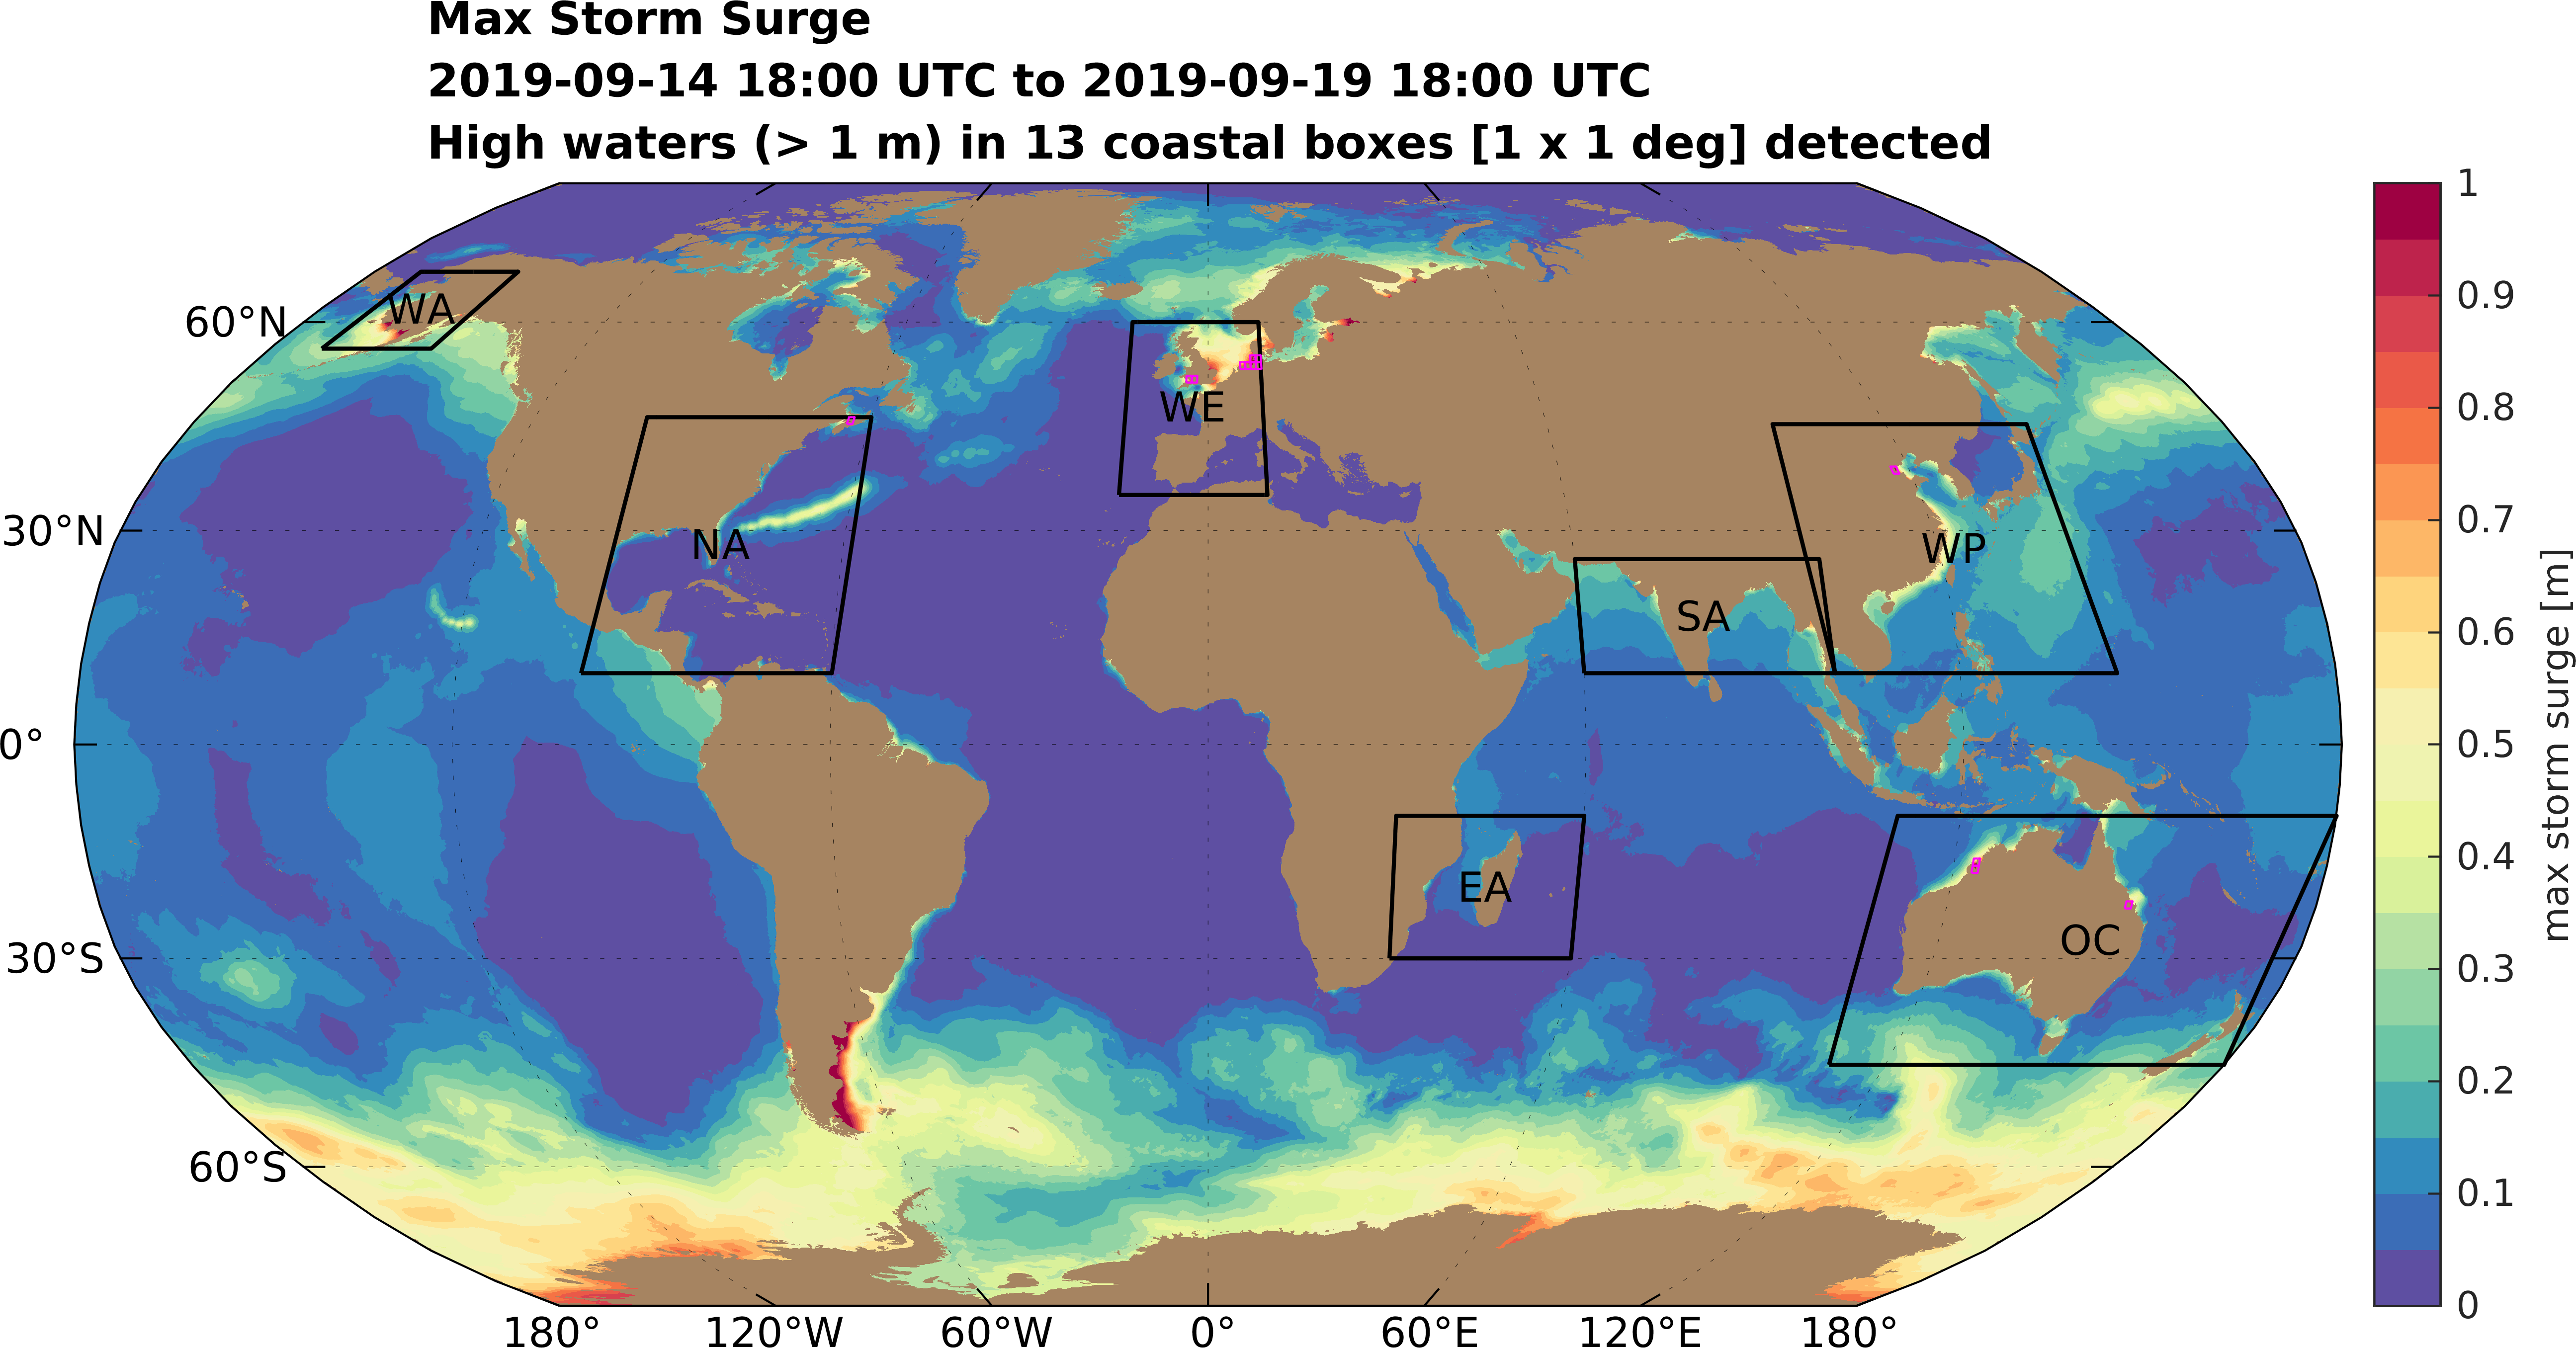 Max Storm Surge
2019-09-14 18:00 UTC to 2019-09-19 18:00 UTC
High waters (> 1 m) in 13 coastal boxes [1 x 1 deg] detected
60°N
30°N
0°
30°S
60°S
180°
120°W
60°W
0°
60°E
120°E
180°
WA
NA
WE
SA
WP
EA
OC
1
0.9
0.8
0.7
0.6
0.5
0.4
0.3
0.2
0.1
0
max storm surge [m]